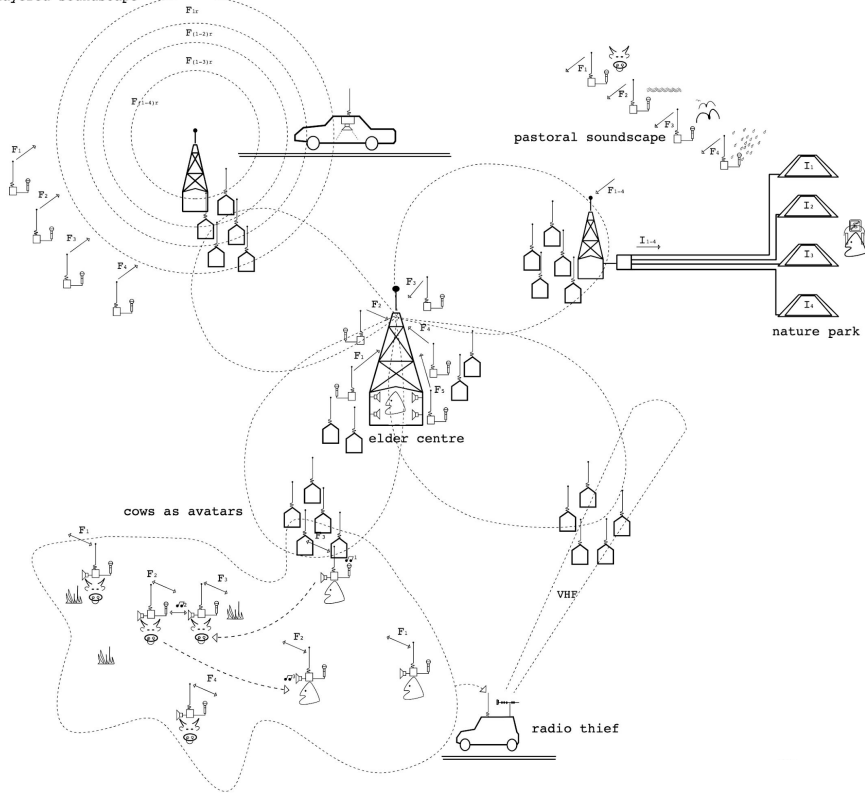 F1r
F(1-2)r
F(1-3)r
F(1-4)r
F1
F2
F3
F4
F1
F2
F3
F4
pastoral soundscape
F1-4
I1-4
I1
I2
I3
I4
nature park
F3
F2
F4
F1
F5
elder centre
cows as avatars
F3
F1
F2
F3
F2
F1
F4
VHF
radio thief